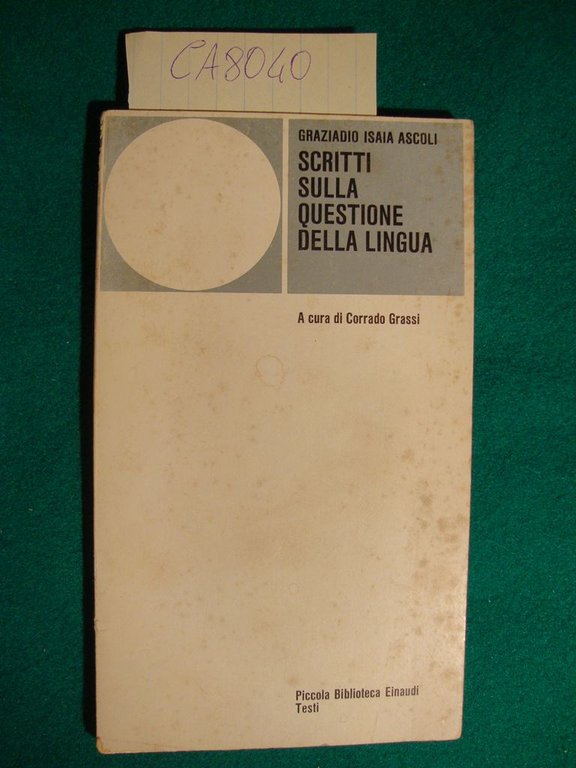 CA8040
GRAZIADIO ISAIA ASCOLI
SCRITTI
SULLA
QUESTIONE
DELLA LINGUA
A cura di Corrado Grassi
Piccola Biblioteca Einaudi
Testi